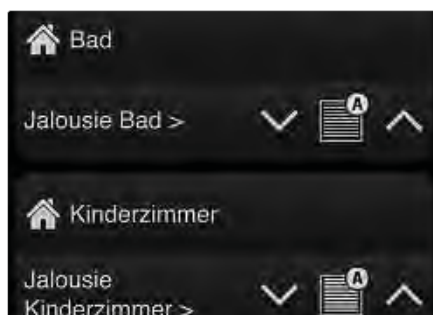 Bad
Jalousie Bad >
A
Kinderzimmer
Jalousie
A
Kinderzimmer >